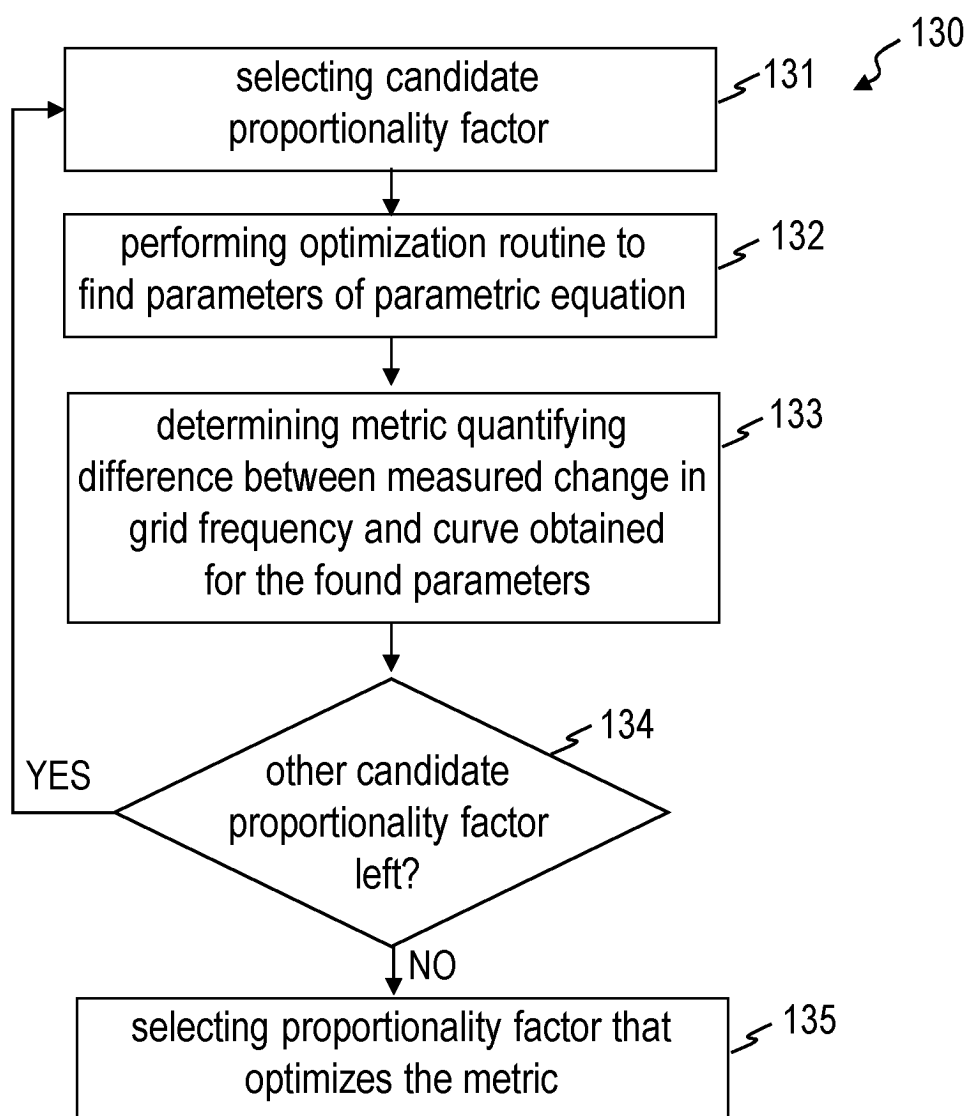 130
selecting candidate
proportionality factor
131
performing optimization routine to
find parameters of parametric equation
132
determining metric quantifying
difference between measured change in
grid frequency and curve obtained
for the found parameters
133
134
YES
other candidate
proportionality factor
left?
NO
selecting proportionality factor that
optimizes the metric
135